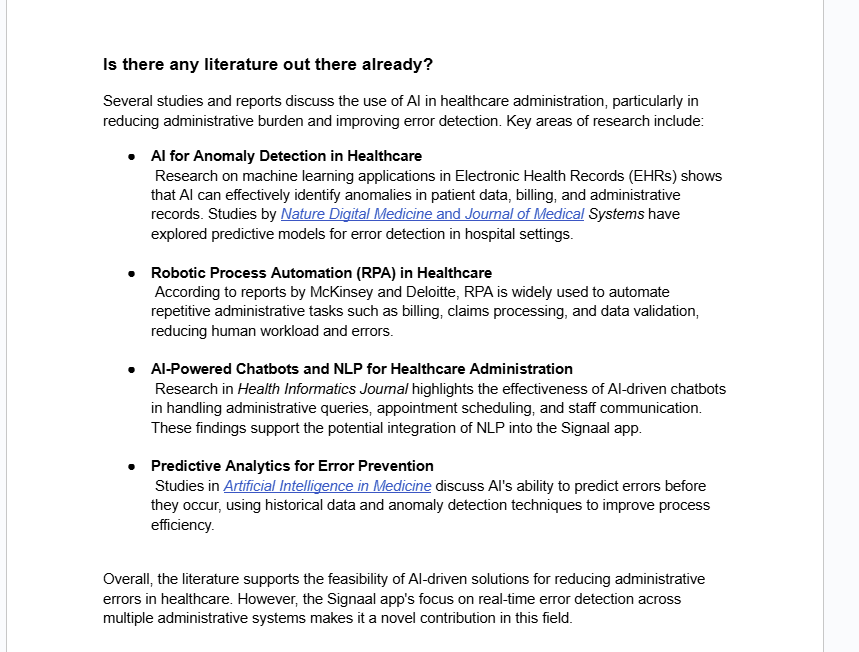 Is there any literature out there already?
Several studies and reports discuss the use of AI in healthcare administration, particularly in
reducing administrative burden and improving error detection. Key areas of research include:
● AI for Anomaly Detection in Healthcare
Research on machine learning applications in Electronic Health Records (EHRs) shows
that AI can effectively identify anomalies in patient data, billing, and administrative
records. Studies by Nature Digital Medicine and Journal of Medical Systems have
explored predictive models for error detection in hospital settings.
● Robotic Process Automation (RPA) in Healthcare
According to reports by McKinsey and Deloitte, RPA is widely used to automate
repetitive administrative tasks such as billing, claims processing, and data validation,
reducing human workload and errors.
● AI-Powered Chatbots and NLP for Healthcare Administration
Research in Health Informatics Journal highlights the effectiveness of AI-driven chatbots
in handling administrative queries, appointment scheduling, and staff communication.
These findings support the potential integration of NLP into the Signaal app.
● Predictive Analytics for Error Prevention
Studies in Artificial Intelligence in Medicine discuss AI's ability to predict errors before
they occur, using historical data and anomaly detection techniques to improve process
efficiency.
Overall, the literature supports the feasibility of AI-driven solutions for reducing administrative
errors in healthcare. However, the Signaal app's focus on real-time error detection across
multiple administrative systems makes it a novel contribution in this field.